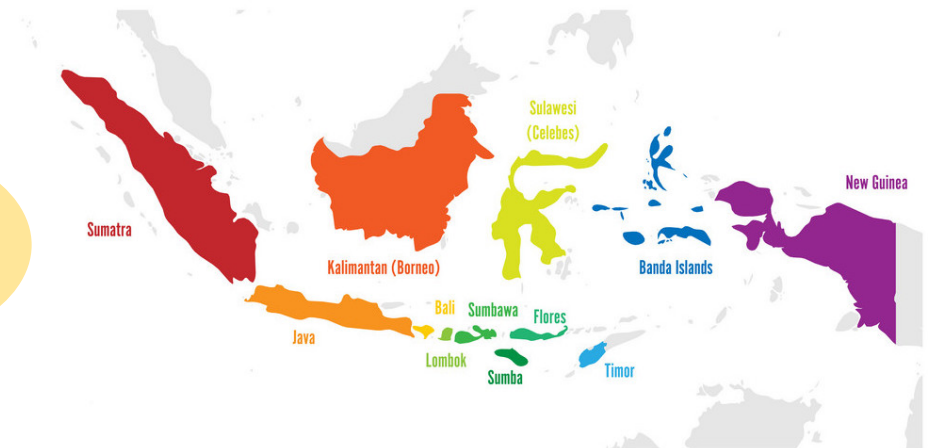 Sulawesi
(Celebes)
New Guinea
Sumatra
Kalimantan (Borneo)
Banda Islands
Bali
Sumbawa
Flores
Java
Lombok
Sumba
Timor